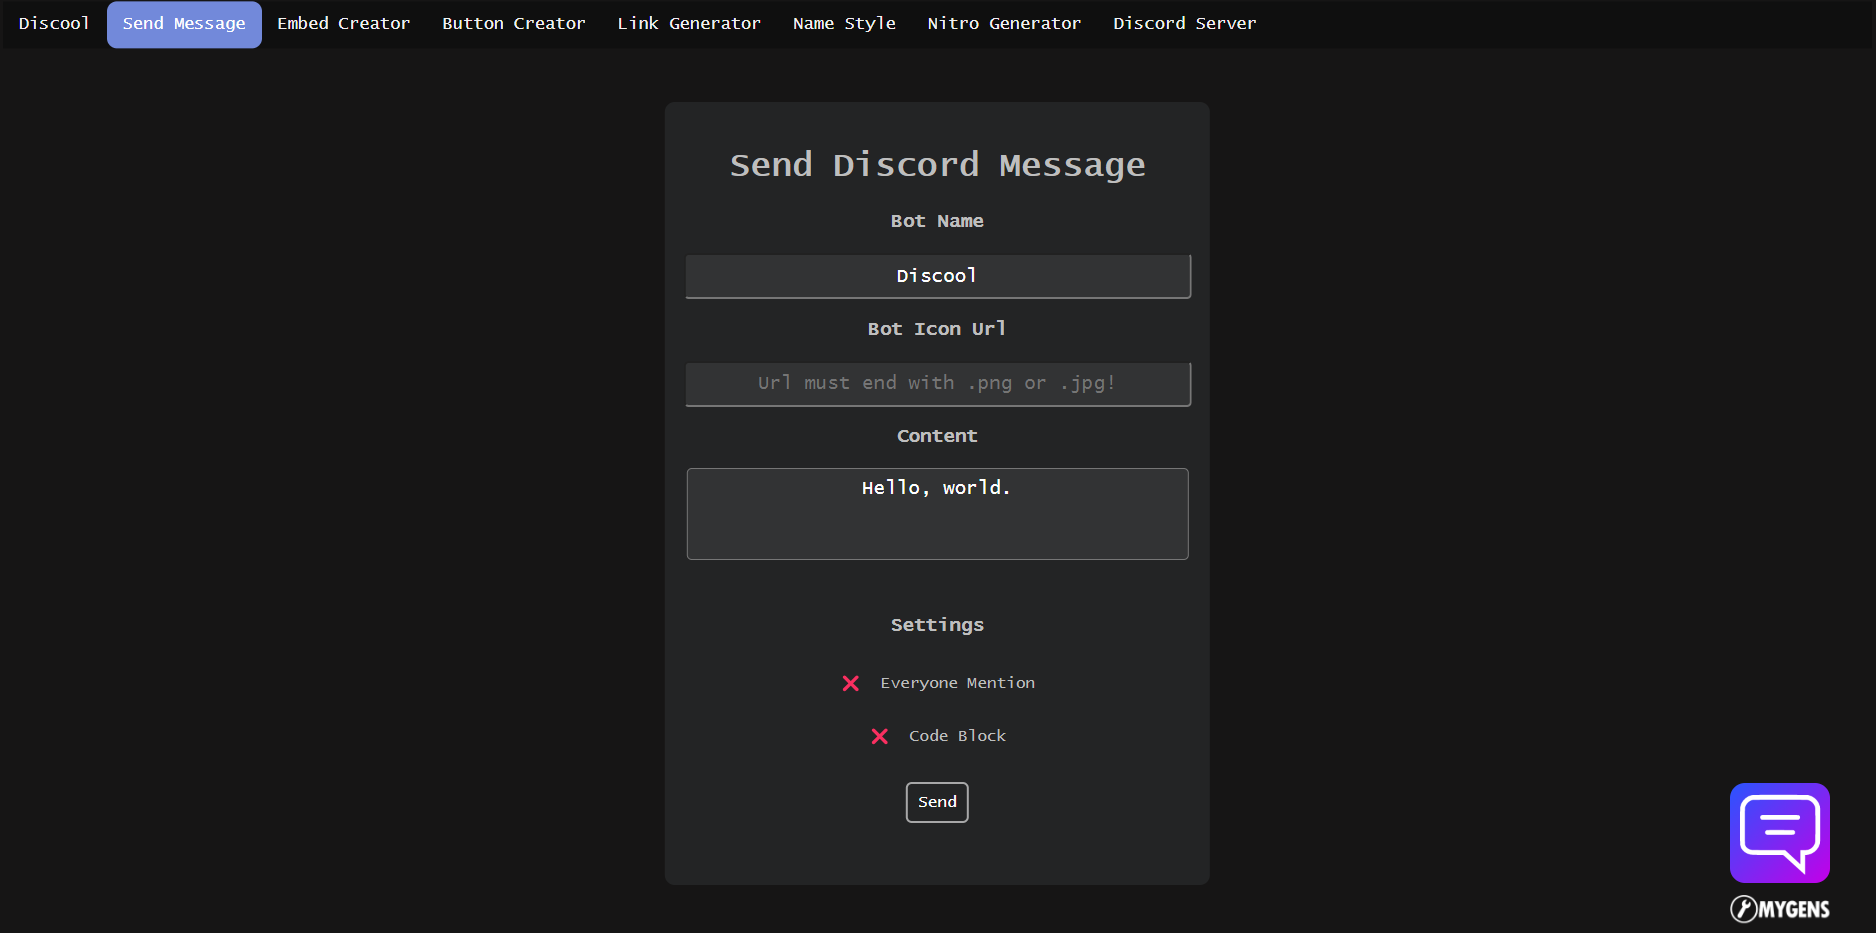 Discool Send Message Embed Creator Button Creator Link Generator Name Style Nitro Generator Discord Server
Send Discord Message
Bot Name
Discool
Bot Icon Url
Url must end with .png or .jpg!
Content
Hello, world.
Settings
Everyone Mention
Code Block
Send
MYGENS